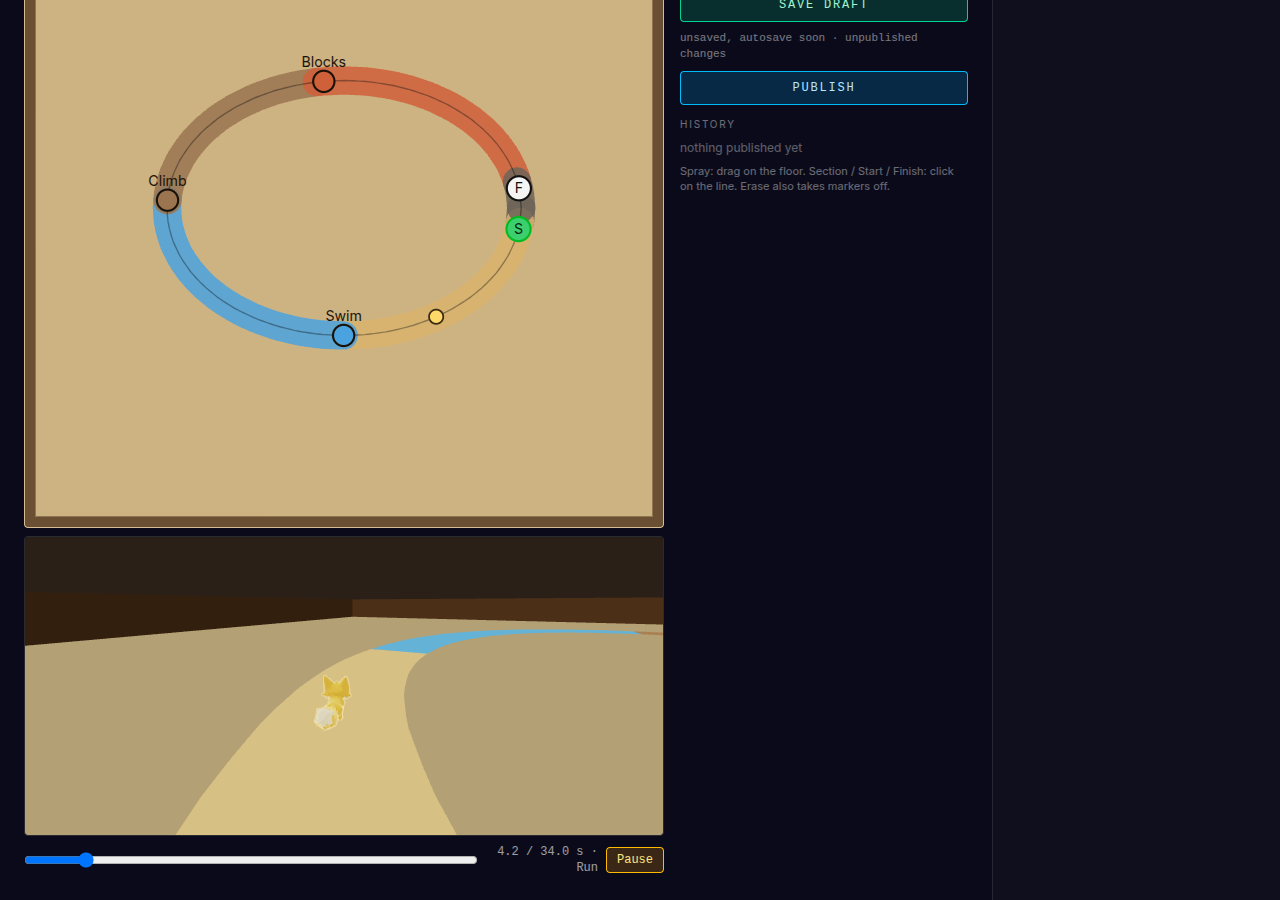 SAVE DRAFT
unsaved, autosave soon · unpublished
changes
PUBLISH
HISTORY
nothing published yet
Spray: drag on the floor. Section / Start / Finish: click
on the line. Erase also takes markers off.
Blocks
Climb
F
S
Swim
4.2 / 34.0 s ·
Run
Pause